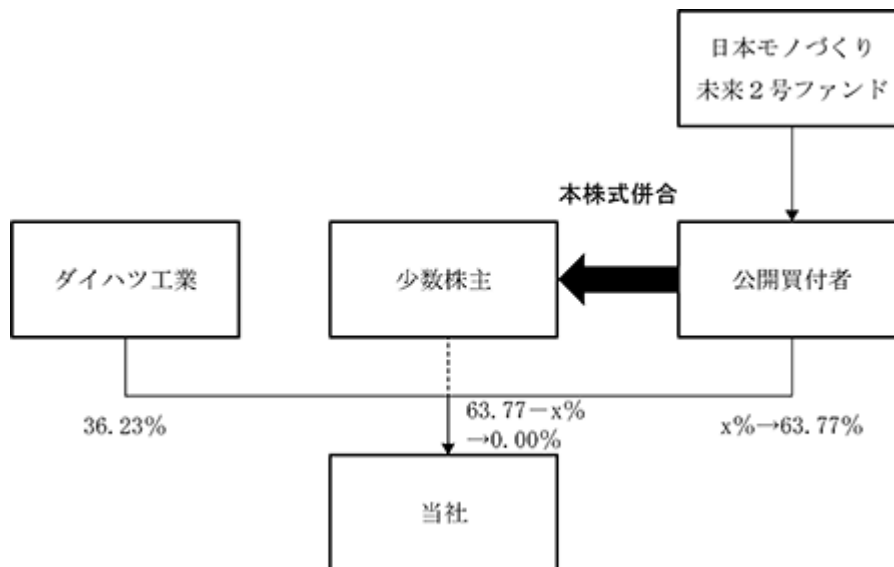 日本モノづくり
未来２号ファンド
本株式併合
ダイハツ工業
少数株主
公開買付者
36.23%
63.77－x%
→0.00%
x%→63.77%
当社